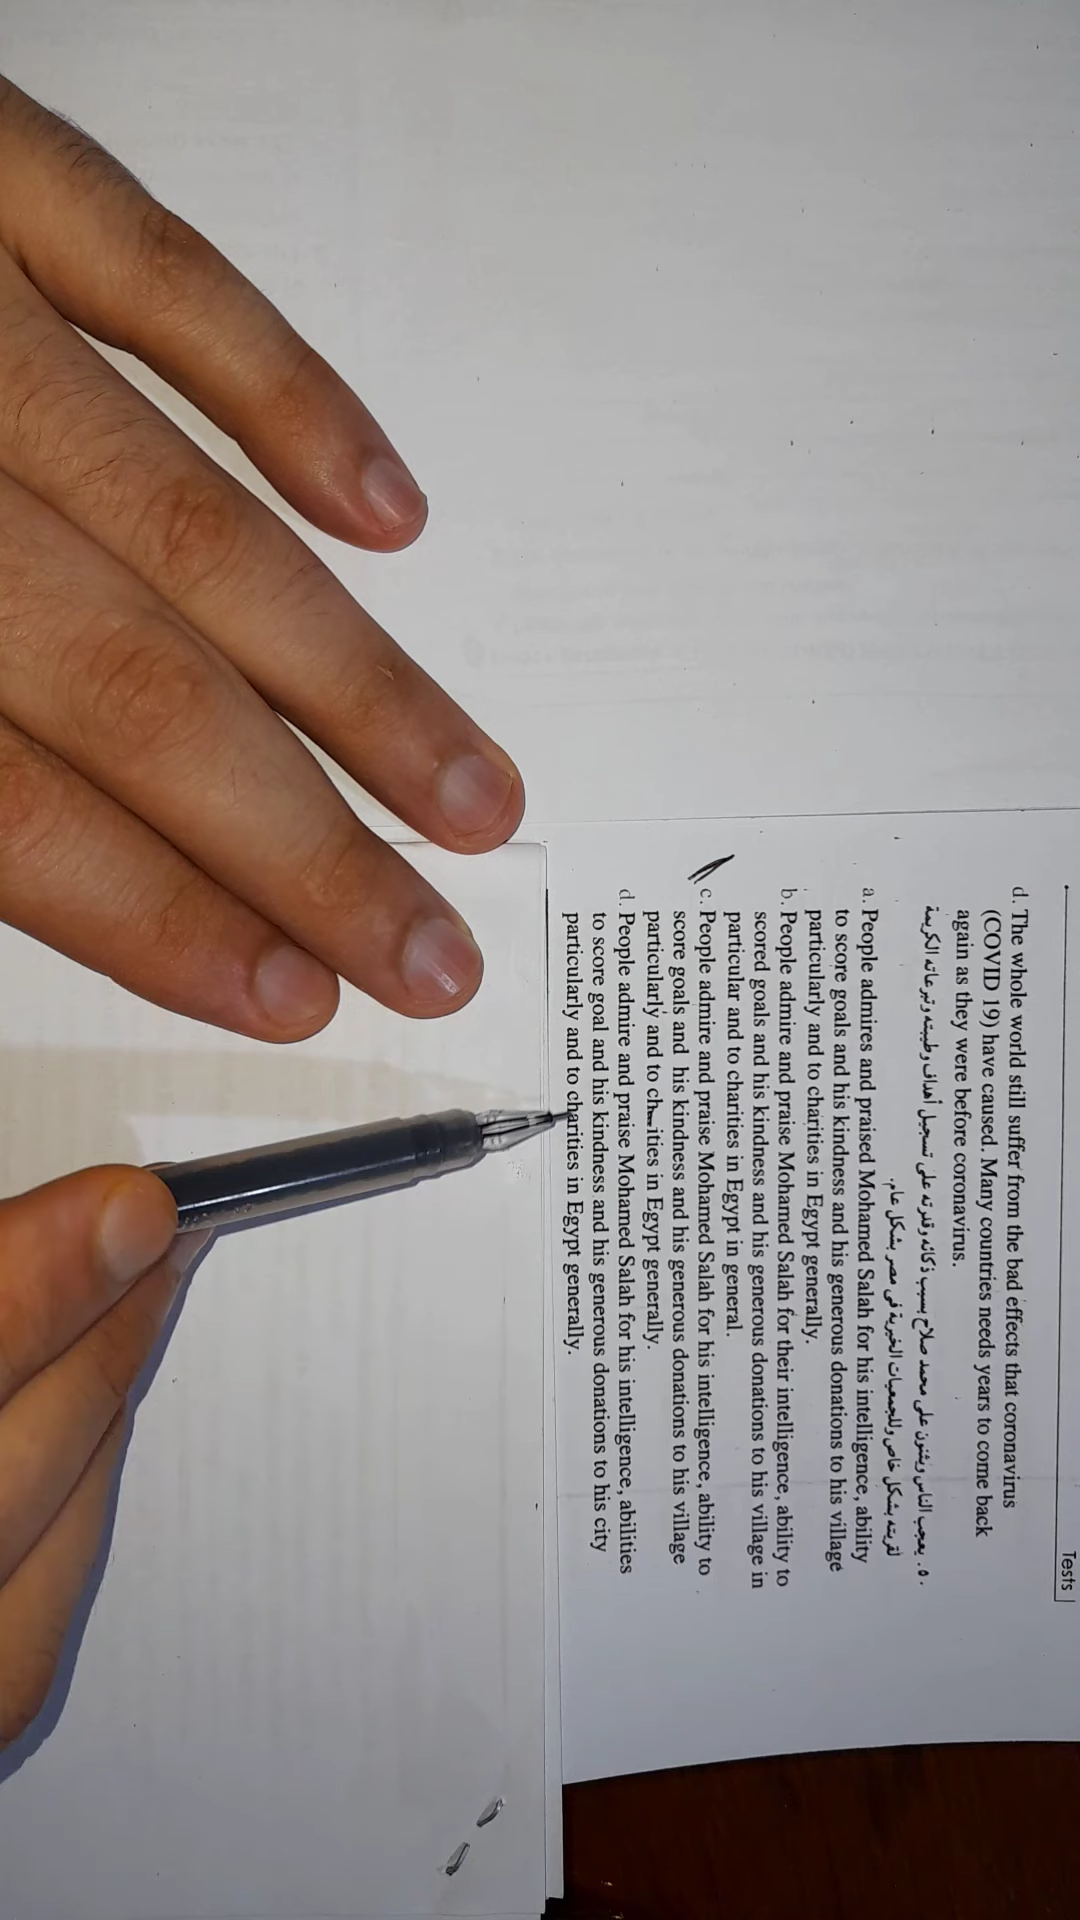 Tests
d. The whole world still suffer from the bad effects that coronavirus
(COVID 19) have caused. Many countries needs years to come back
again as they were before coronavirus.
٥. يعجب الناس ويثنون على محمد صلاح بسبب ذكائه وقدرته على تسجيل أهداف وطيبته وتبرعاته الكريمة
لقريته بشكل خاص وللجمعيات الخيرية في مصر بشكل عام.
a. People admires and praised Mohamed Salah for his intelligence, ability
to score goals and his kindness and his generous donations to his village
particularly and to charities in Egypt generally.
b. People admire and praise Mohamed Salah for their intelligence, ability to
scored goals and his kindness and his generous donations to his village in
particular and to charities in Egypt in general.
c. People admire and praise Mohamed Salah for his intelligence, ability to
score goals and his kindness and his generous donations to his village
particularly and to charities in Egypt generally.
d. People admire and praise Mohamed Salah for his intelligence, abilities
to score goal and his kindness and his generous donations to his city
particularly and to charities in Egypt generally.